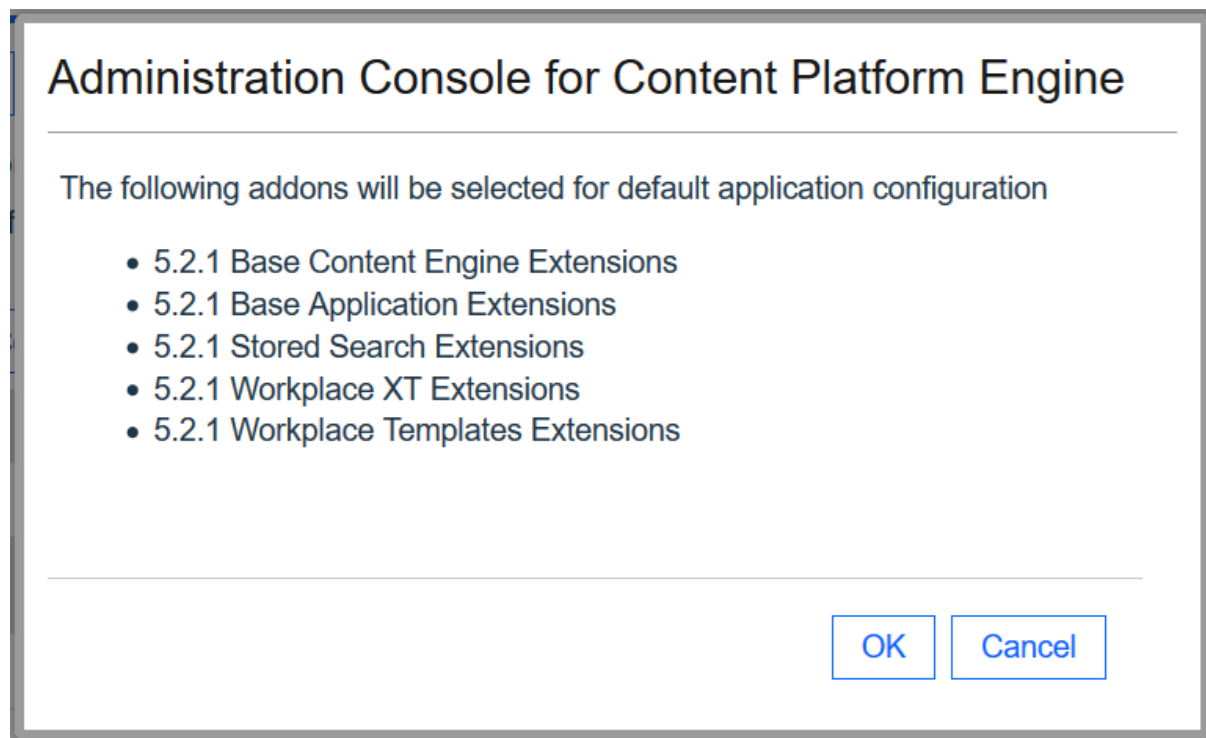 Administration Console for Content Platform Engine
The following addons will be selected for default application configuration
• 5.2.1 Base Content Engine Extensions
• 5.2.1 Base Application Extensions
• 5.2.1 Stored Search Extensions
• 5.2.1 Workplace XT Extensions
• 5.2.1 Workplace Templates Extensions
OK Cancel